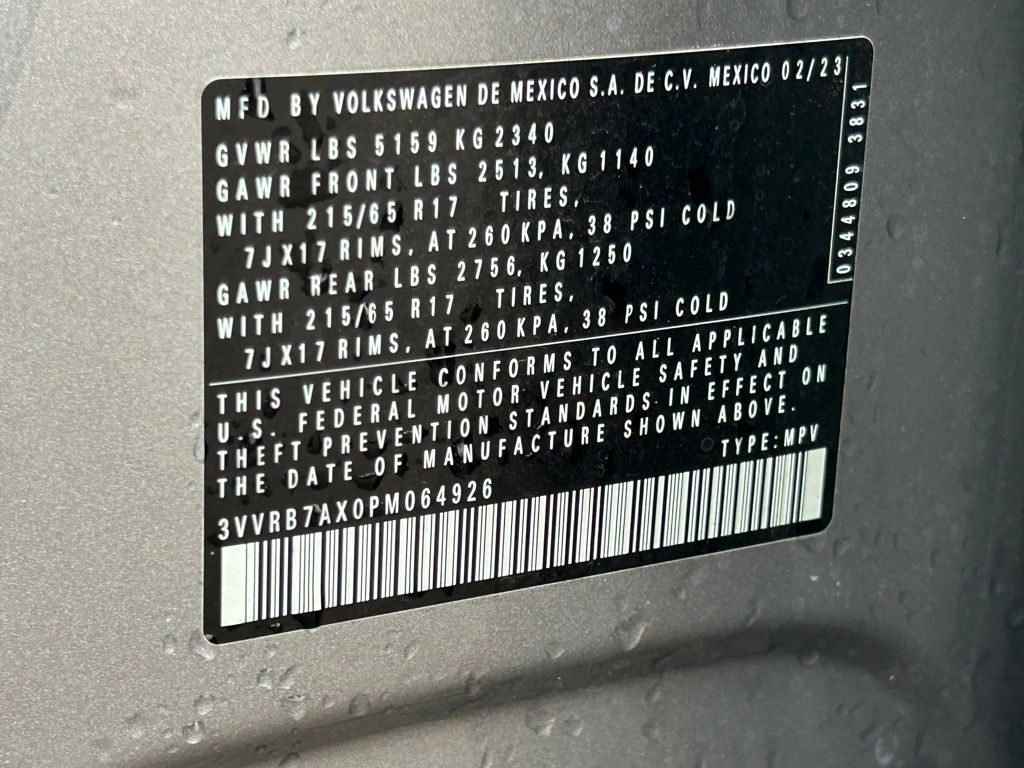 MFD. BY VOLKSWAGEN DE MEXICO S.A. DE C.V. MEXICO 02/23
GVWR LBS 5159 KG 2340
GAWR FRONT LBS 2513, KG 1140
WITH 215/65 R17 TIRES,
7JX17 RIMS, AT 260 KPA, 38 PSI COLD
GAWR REAR LBS 2756, KG 1250
WITH 215/65 R17 TIRES,
7JX17 RIMS, AT 260 KPA, 38 PSI COLD
0344809 3831
THIS VEHICLE CONFORMS TO ALL APPLICABLE
U.S. FEDERAL MOTOR VEHICLE SAFETY AND
THEFT PREVENTION STANDARDS IN EFFECT ON
THE DATE OF MANUFACTURE SHOWN ABOVE.
TYPE: MPV
3VVRB7AX0PM064926